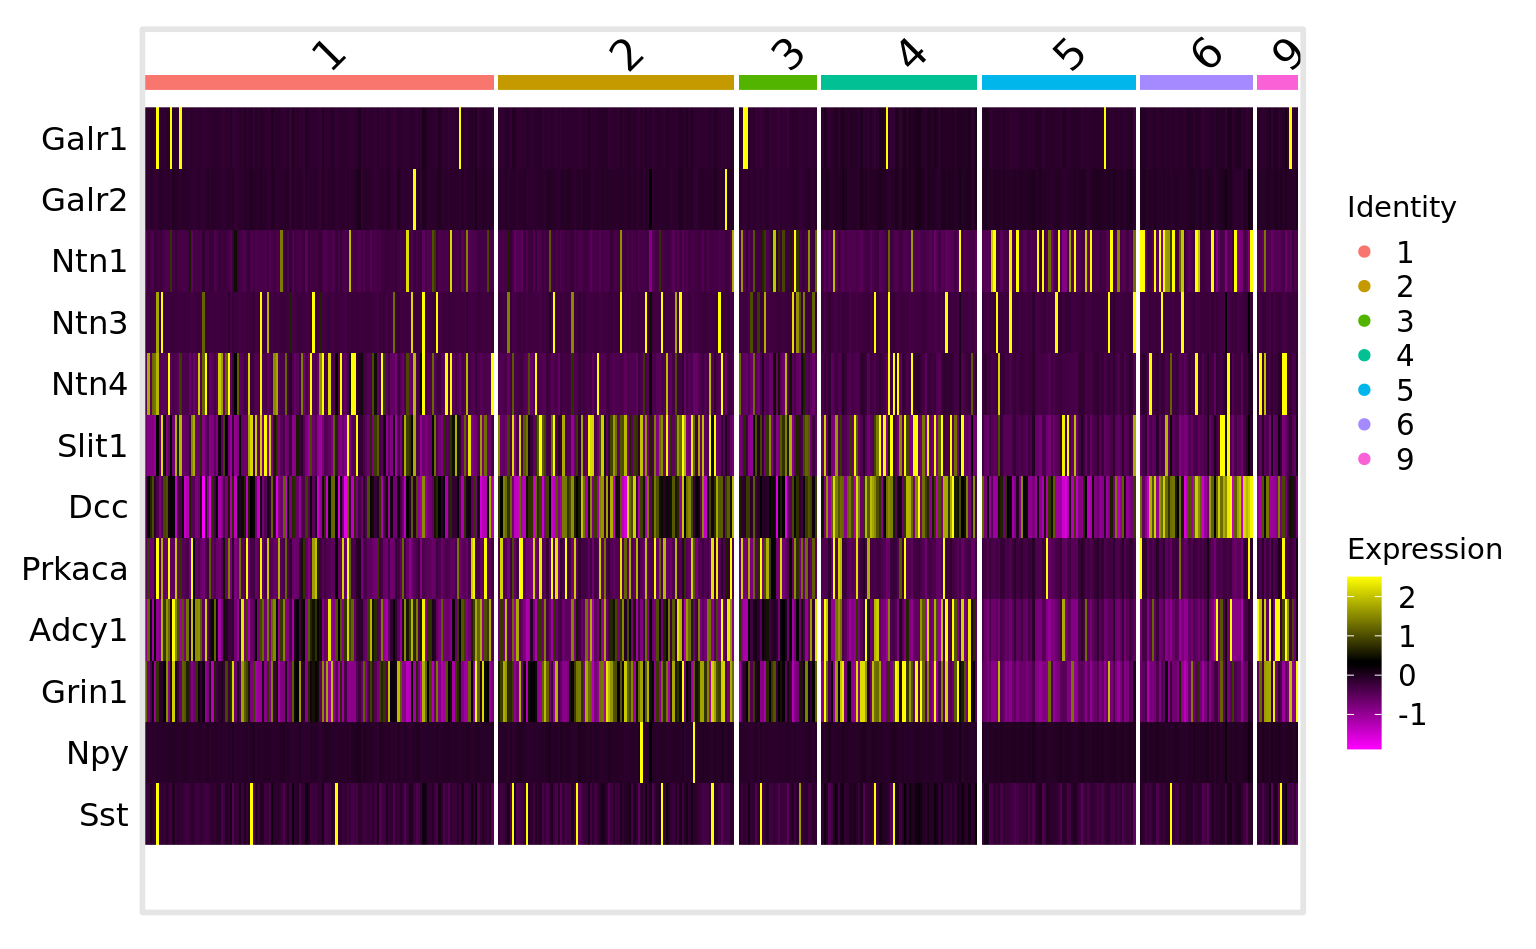 1 2 3 4 5 6 9
Galr1
Galr2
Ntn1
Ntn3
Ntn4
Slit1
Dcc
Prkaca
Adcy1
Grin1
Npy
Sst
Identity
1
2
3
4
5
6
9
Expression
2
1
0
-1